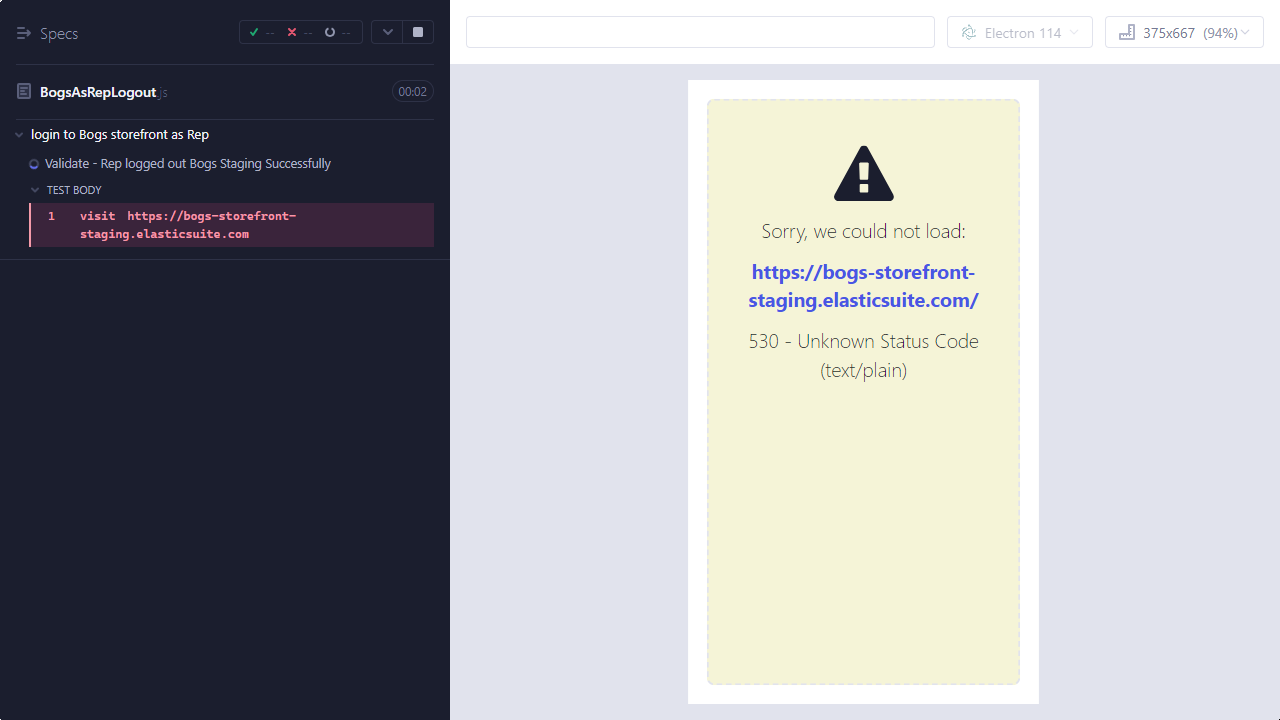 Specs
--
--
--
Electron 114
375x667 (94%)
BogsAsRepLogout.js
00:02
login to Bogs storefront as Rep
Validate - Rep logged out Bogs Staging Successfully
TEST BODY
1 visit https://bogs-storefront-
staging.elasticsuite.com
Sorry, we could not load:
https://bogs-storefront-
staging.elasticsuite.com/
530 - Unknown Status Code
(text/plain)